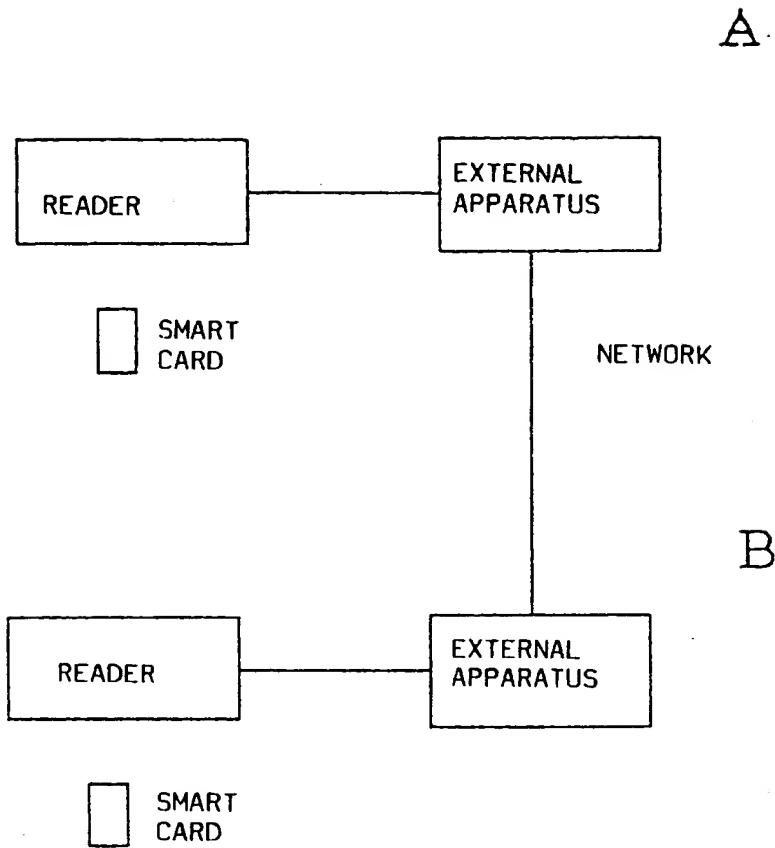 A
READER
EXTERNAL
APPARATUS
SMART
CARD
NETWORK
B
READER
EXTERNAL
APPARATUS
SMART
CARD